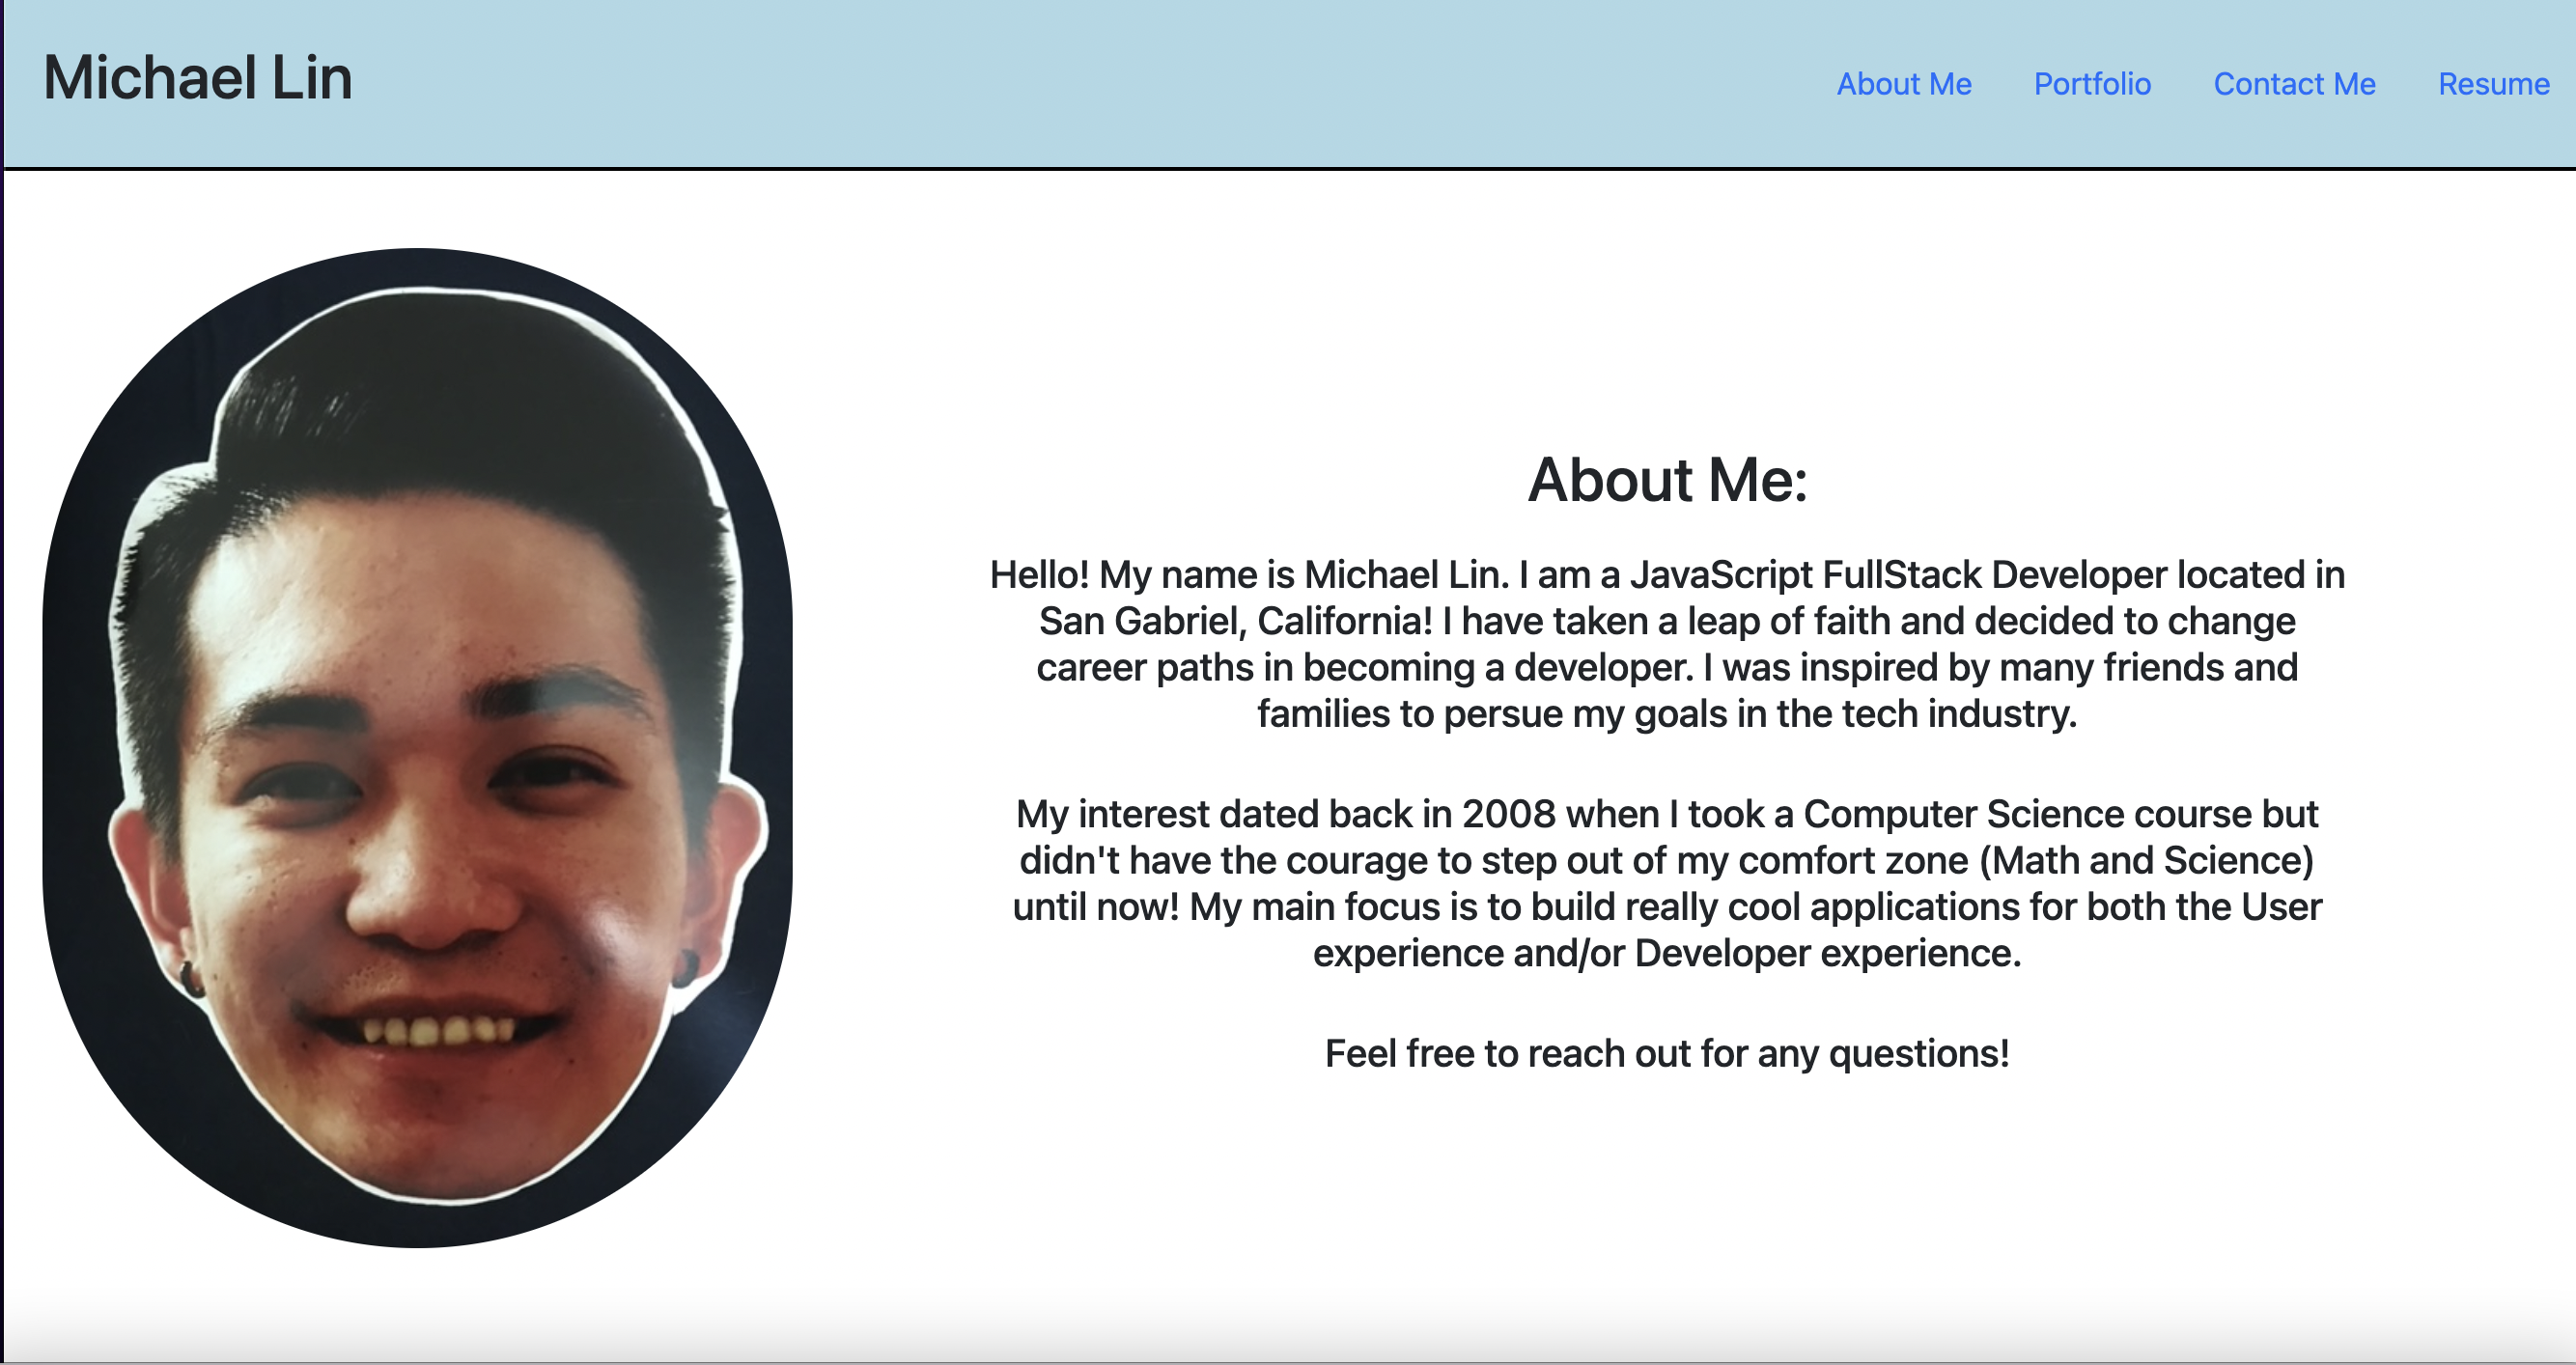 Michael Lin
About Me Portfolio Contact Me Resume
About Me:
Hello! My name is Michael Lin. I am a JavaScript FullStack Developer located in
San Gabriel, California! I have taken a leap of faith and decided to change
career paths in becoming a developer. I was inspired by many friends and
families to persue my goals in the tech industry.
My interest dated back in 2008 when I took a Computer Science course but
didn't have the courage to step out of my comfort zone (Math and Science)
until now! My main focus is to build really cool applications for both the User
experience and/or Developer experience.
Feel free to reach out for any questions!